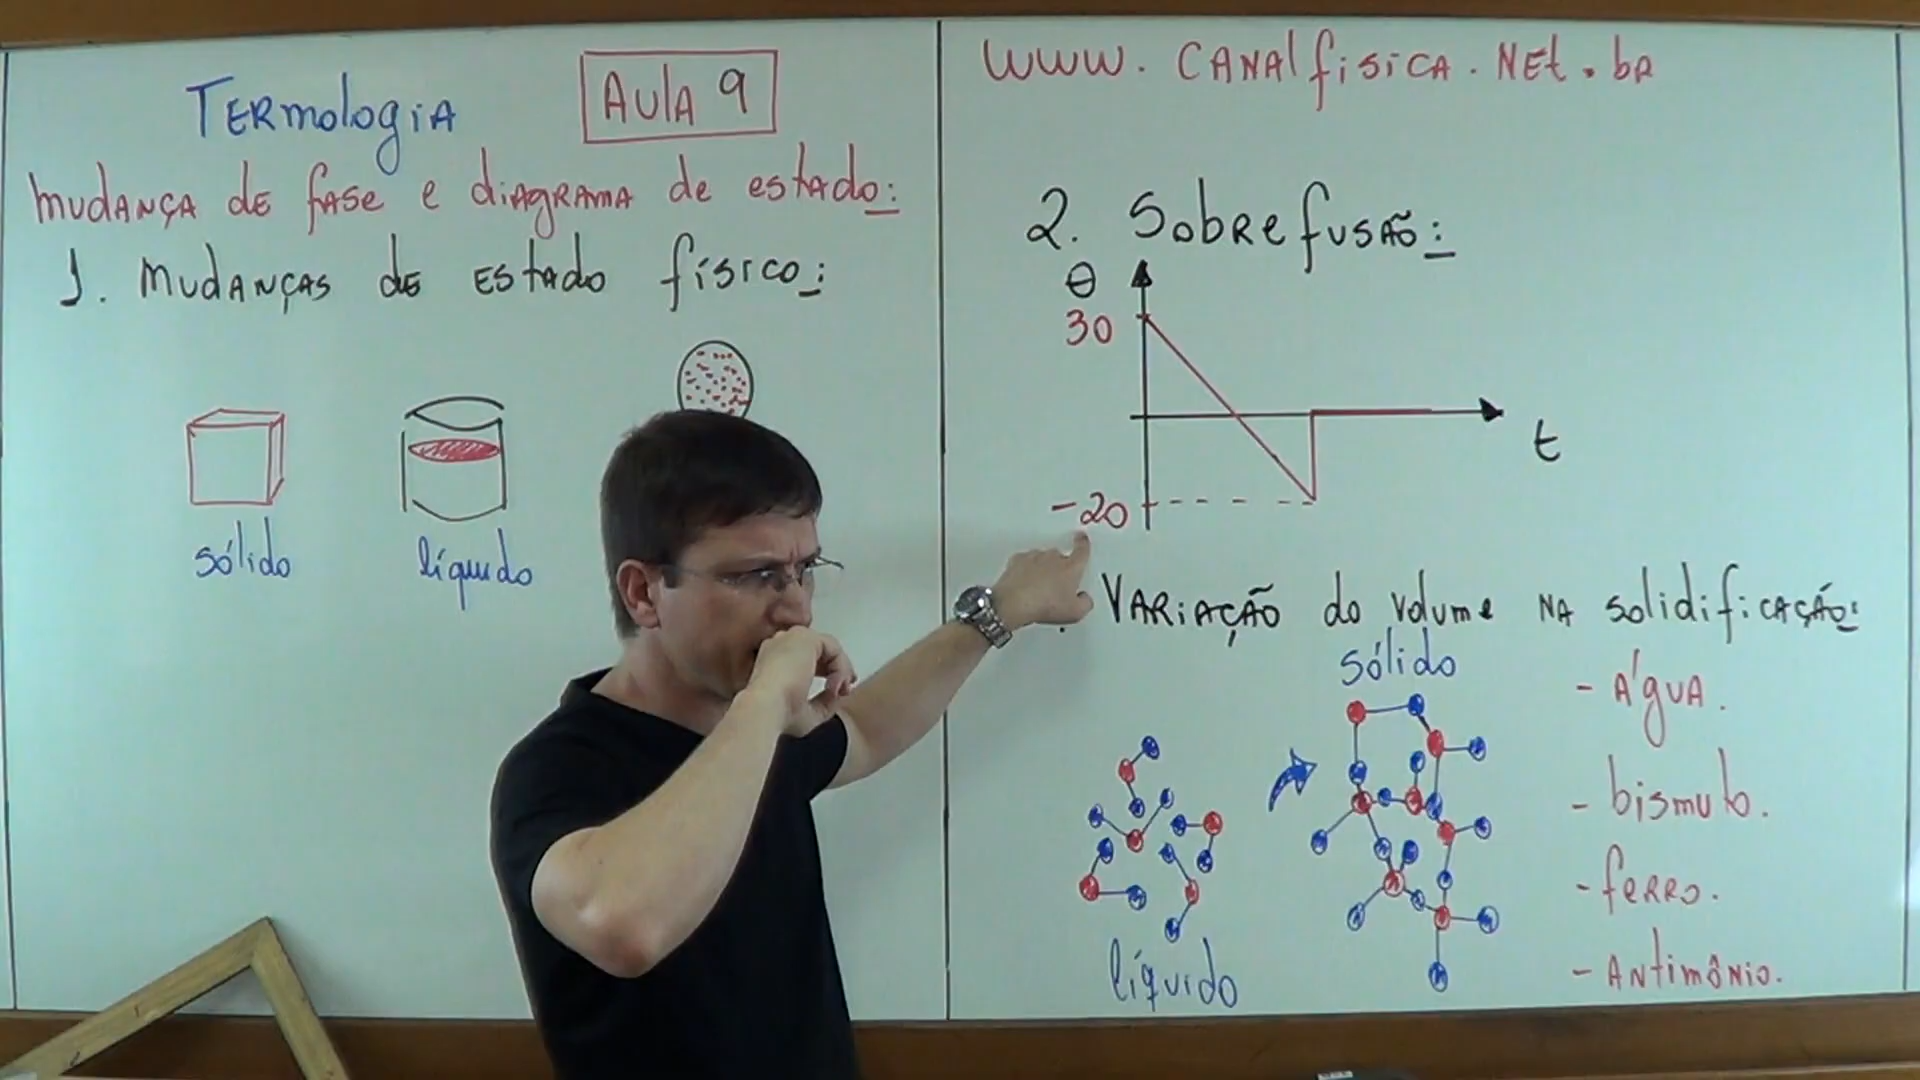 Termologia
Aula 9
mudança de fase e diagrama de estado:
1. mudanças de estado físico:
sólido
líquido
www.canalfisica.net.br
2. Sobrefusão:
θ
30
-20
t
Variação do volume na solidificação:
sólido
líquido
- Água.
- bismuto.
- ferro.
- Antimônio.